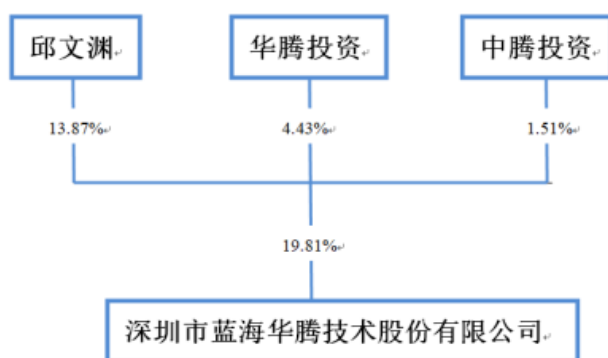 邱文渊
华腾投资
中腾投资
13.87%
4.43%
1.51%
19.81%
深圳市蓝海华腾技术股份有限公司